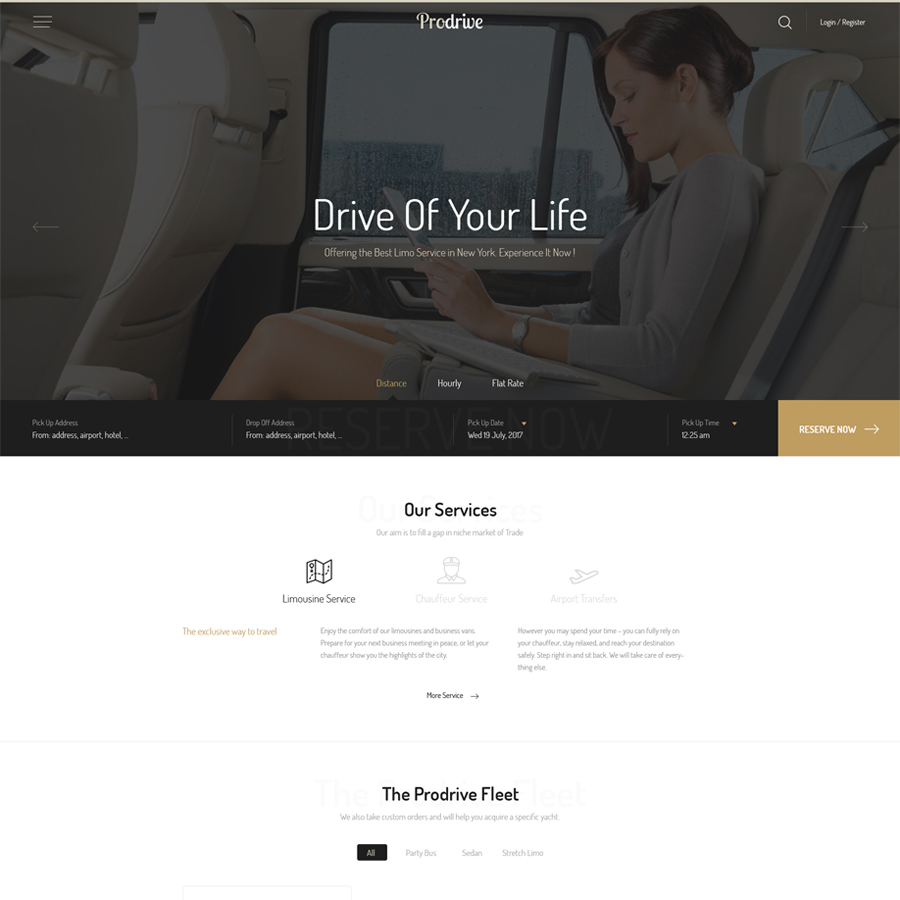 Prodrive
Login / Register
Drive Of Your Life
Offering the Best Limo Service in New York. Experience It Now !
Distance Hourly Flat Rate
RESERVE NOW
Pick Up Address Drop Off Address Pick Up Date Pick Up Time
From: address, airport, hotel, ... From: address, airport, hotel, ... Wed 19 July, 2017 12:25 am
RESERVE NOW
Our Services
Our Services
Our aim is to fill a gap in niche market of Trade
Limousine Service Chauffeur Service Airport Transfers
The exclusive way to travel
Enjoy the comfort of our limousines and business vans.
Prepare for your next business meeting in peace, or let your
chauffeur show you the highlights of the city.
However you may spend your time – you can fully rely on
your chauffeur, stay relaxed, and reach your destination
safely. Step right in and sit back. We will take care of every-
thing else.
More Service
The Prodrive Fleet
The Prodrive Fleet
We also take custom orders and will help you acquire a specific yacht.
All Party Bus Sedan Stretch Limo